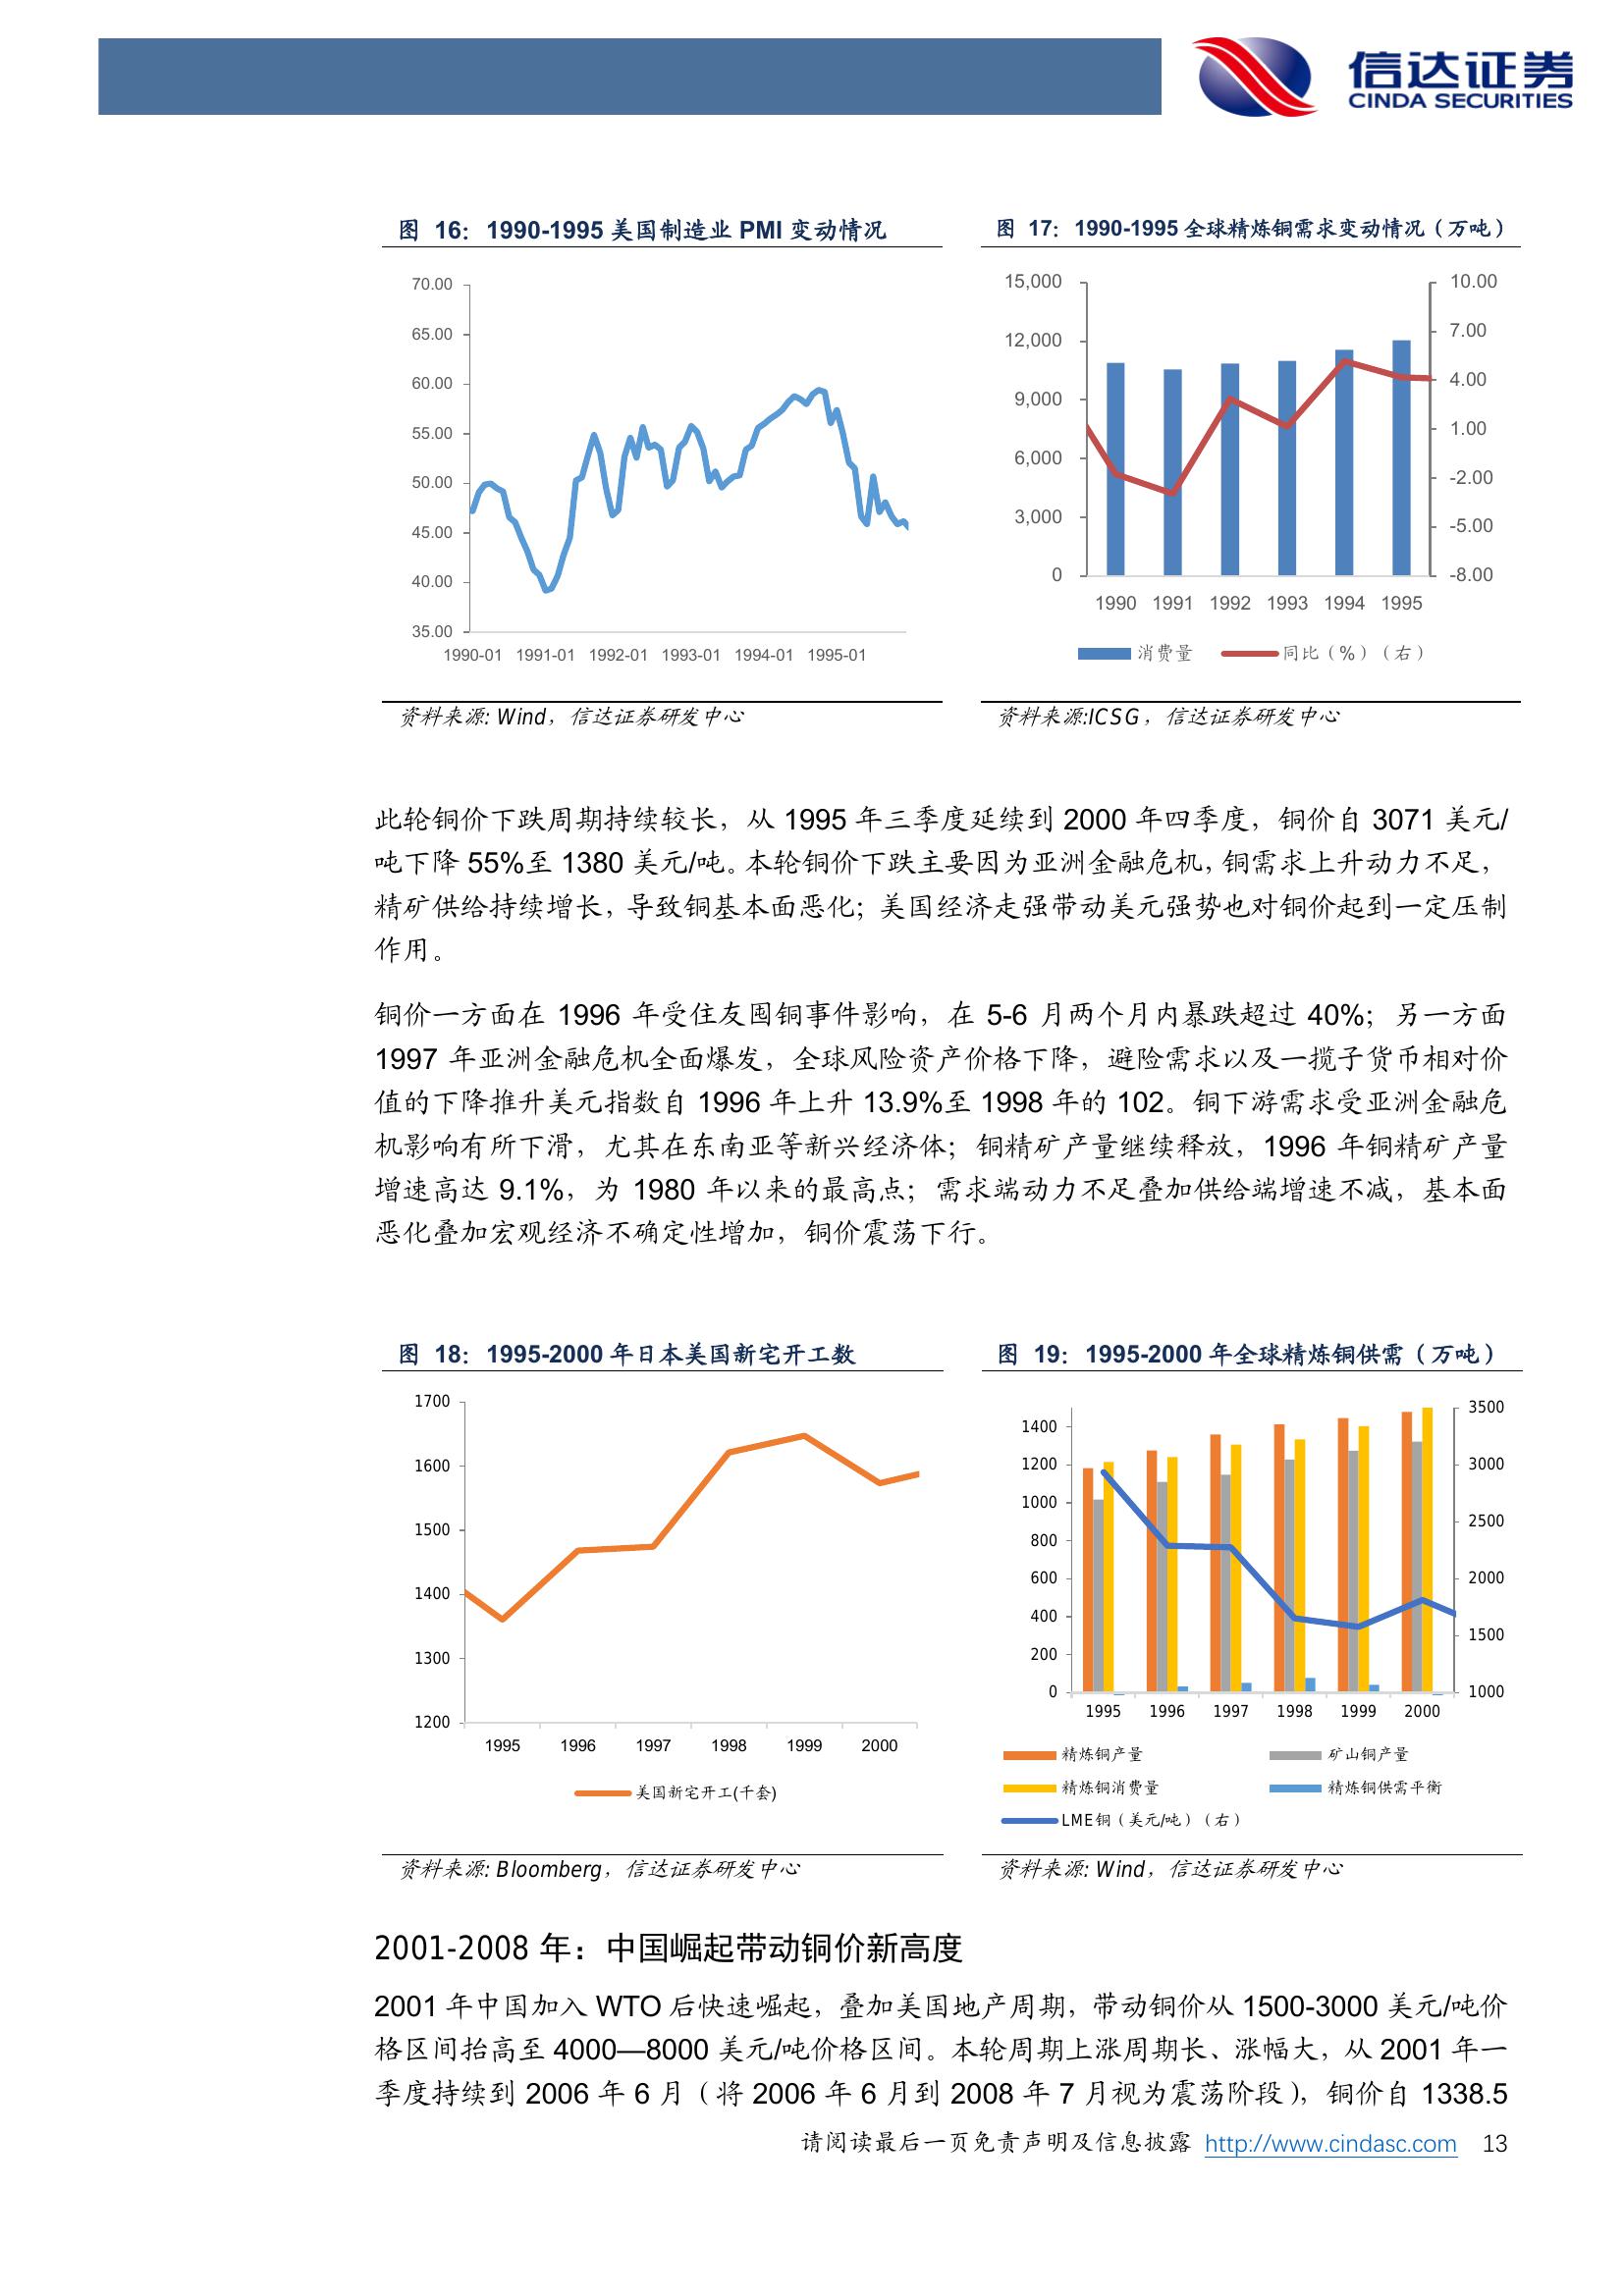 信达证券
CINDA SECURITIES
图 16：1990-1995 美国制造业 PMI 变动情况
70.00
65.00
60.00
55.00
50.00
45.00
40.00
35.00
1990-01 1991-01 1992-01 1993-01 1994-01 1995-01
资料来源: Wind，信达证券研发中心
图 17：1990-1995 全球精炼铜需求变动情况（万吨）
15,000
12,000
9,000
6,000
3,000
0
10.00
7.00
4.00
1.00
-2.00
-5.00
-8.00
1990 1991 1992 1993 1994 1995
消费量 同比（%）（右）
资料来源:ICSG，信达证券研发中心
此轮铜价下跌周期持续较长，从 1995 年三季度延续到 2000 年四季度，铜价自 3071 美元/
吨下降 55%至 1380 美元/吨。本轮铜价下跌主要因为亚洲金融危机，铜需求上升动力不足，
精矿供给持续增长，导致铜基本面恶化；美国经济走强带动美元强势也对铜价起到一定压制
作用。
铜价一方面在 1996 年受住友囤铜事件影响，在 5-6 月两个月内暴跌超过 40%；另一方面
1997 年亚洲金融危机全面爆发，全球风险资产价格下降，避险需求以及一揽子货币相对价
值的下降推升美元指数自 1996 年上升 13.9%至 1998 年的 102。铜下游需求受亚洲金融危
机影响有所下滑，尤其在东南亚等新兴经济体；铜精矿产量继续释放，1996 年铜精矿产量
增速高达 9.1%，为 1980 年以来的最高点；需求端动力不足叠加供给端增速不减，基本面
恶化叠加宏观经济不确定性增加，铜价震荡下行。
图 18：1995-2000 年日本美国新宅开工数
1700
1600
1500
1400
1300
1200
1995 1996 1997 1998 1999 2000
美国新宅开工(千套)
资料来源: Bloomberg，信达证券研发中心
图 19：1995-2000 年全球精炼铜供需（万吨）
1400
1200
1000
800
600
400
200
0
3500
3000
2500
2000
1500
1000
1995 1996 1997 1998 1999 2000
精炼铜产量 矿山铜产量
精炼铜消费量 精炼铜供需平衡
LME铜（美元/吨）（右）
资料来源: Wind，信达证券研发中心
2001-2008 年：中国崛起带动铜价新高度
2001 年中国加入 WTO 后快速崛起，叠加美国地产周期，带动铜价从 1500-3000 美元/吨价
格区间抬高至 4000—8000 美元/吨价格区间。本轮周期上涨周期长、涨幅大，从 2001 年一
季度持续到 2006 年 6 月（将 2006 年 6 月到 2008 年 7 月视为震荡阶段），铜价自 1338.5
请阅读最后一页免责声明及信息披露 http://www.cindasc.com 13